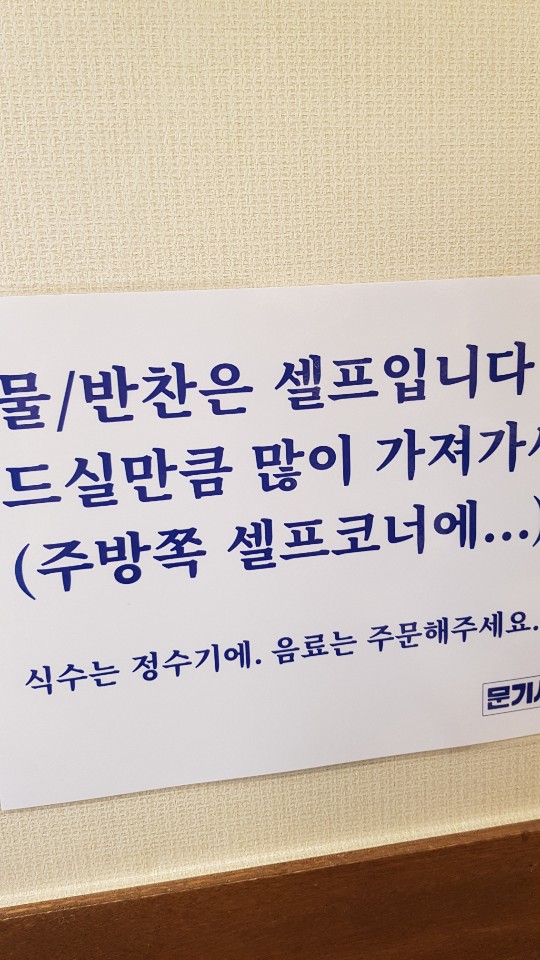 물/반찬은 셀프입니다
드실만큼 많이 가져가
(주방쪽 셀프코너에...)
식수는 정수기에. 음료는 주문해주세요.
문기